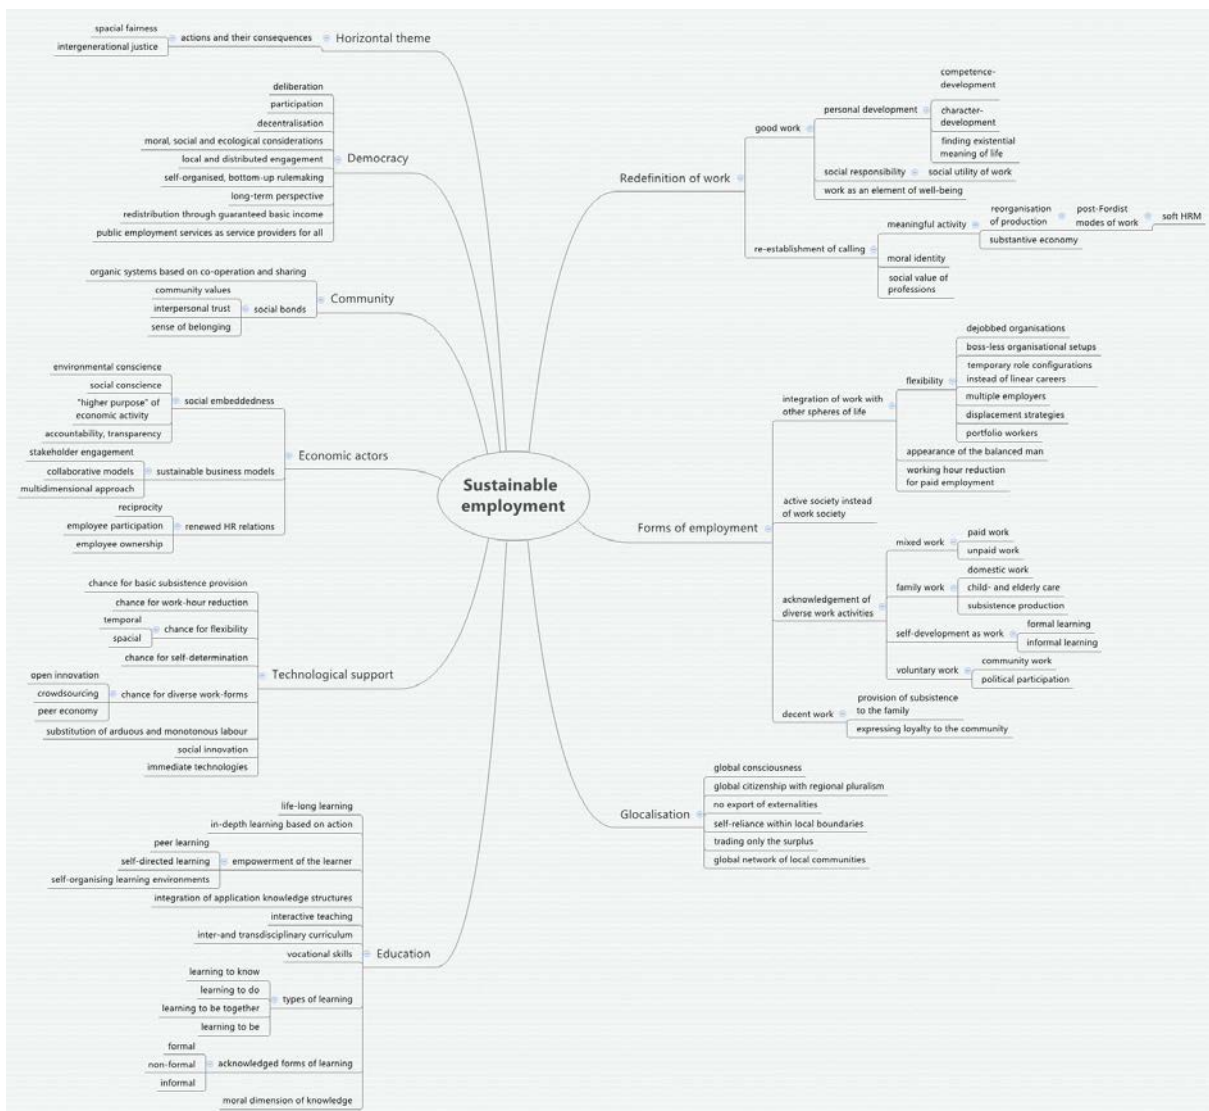 Sustainable
employment
Horizontal theme
actions and their consequences
spacial fairness
intergenerational justice
Democracy
deliberation
participation
decentralisation
moral, social and ecological considerations
local and distributed engagement
self-organised, bottom-up rulemaking
long-term perspective
redistribution through guaranteed basic income
public employment services as service providers for all
Community
organic systems based on co-operation and sharing
social bonds
community values
interpersonal trust
sense of belonging
Economic actors
social embeddedness
environmental conscience
social conscience
"higher purpose" of
economic activity
accountability, transparency
sustainable business models
stakeholder engagement
collaborative models
multidimensional approach
renewed HR relations
reciprocity
employee participation
employee ownership
Technological support
chance for basic subsistence provision
chance for work-hour reduction
chance for flexibility
temporal
spacial
chance for self-determination
chance for diverse work-forms
open innovation
crowdsourcing
peer economy
substitution of arduous and monotonous labour
social innovation
immediate technologies
Education
life-long learning
in-depth learning based on action
empowerment of the learner
peer learning
self-directed learning
self-organising learning environments
integration of application knowledge structures
interactive teaching
inter-and transdisciplinary curriculum
vocational skills
types of learning
learning to know
learning to do
learning to be together
learning to be
acknowledged forms of learning
formal
non-formal
informal
moral dimension of knowledge
Redefinition of work
good work
personal development
competence-
development
character-
development
finding existential
meaning of life
social responsibility
social utility of work
work as an element of well-being
re-establishment of calling
meaningful activity
reorganisation
of production
post-Fordist
modes of work
soft HRM
substantive economy
moral identity
social value of
professions
Forms of employment
integration of work with
other spheres of life
flexibility
dejobbed organisations
boss-less organisational setups
temporary role configurations
instead of linear careers
multiple employers
displacement strategies
portfolio workers
appearance of the balanced man
working hour reduction
for paid employment
active society instead
of work society
acknowledgement of
diverse work activities
mixed work
paid work
unpaid work
family work
domestic work
child- and elderly care
subsistence production
self-development as work
formal learning
informal learning
voluntary work
community work
political participation
decent work
provision of subsistence
to the family
expressing loyalty to the community
Glocalisation
global consciousness
global citizenship with regional pluralism
no export of externalities
self-reliance within local boundaries
trading only the surplus
global network of local communities